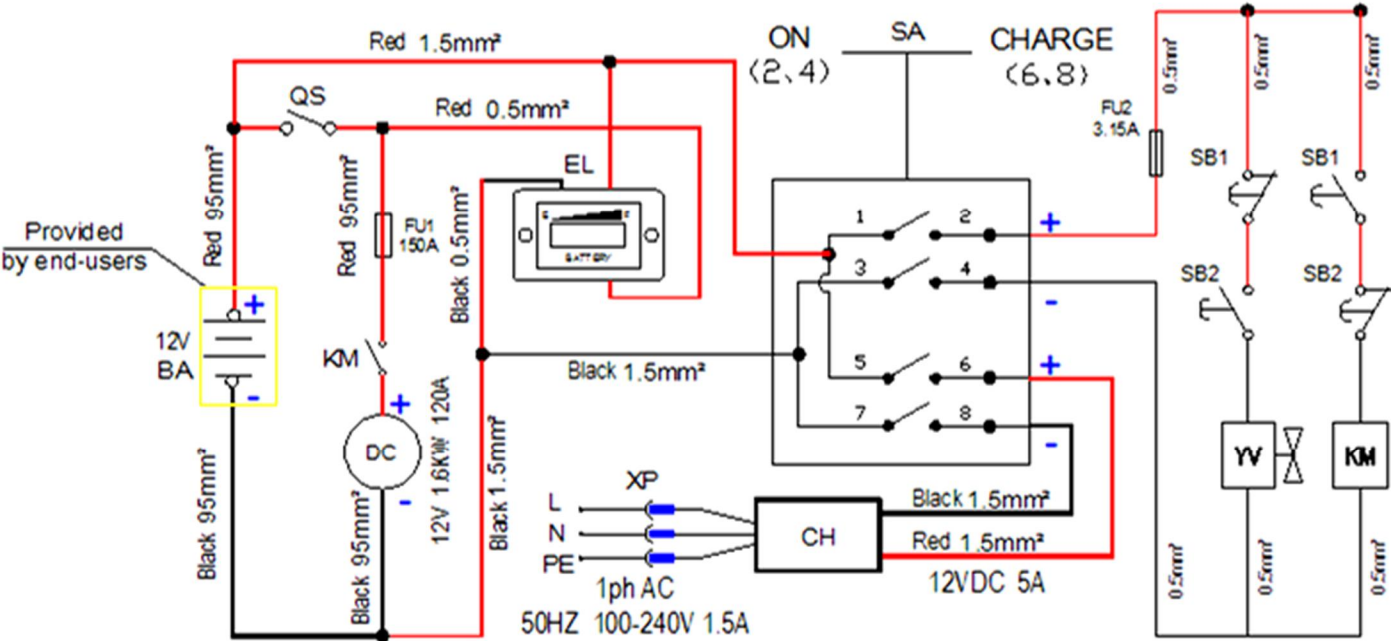 Red 1.5mm²
QS
Red 0.5mm²
Red 95mm²
Red 95mm²
FU1
150A
Provided
by end-users
+
12V
BA
-
KM
+
DC
-
12V 1.6KW 120A
Black 95mm²
Black 95mm²
Black 0.5mm²
EL
E
F
BATTERY
Black 1.5mm²
Black 1.5mm²
ON
(2、4)
SA
CHARGE
(6.8)
1
2
+
3
4
-
5
6
+
7
8
-
XP
L
N
PE
1ph AC
50HZ 100-240V 1.5A
CH
Black 1.5mm²
Red 1.5mm²
12VDC 5A
FU2
3.15A
0.5mm²
0.5mm²
0.5mm²
SB1
SB1
SB2
SB2
YV
KM
0.5mm²
0.5mm²
0.5mm²